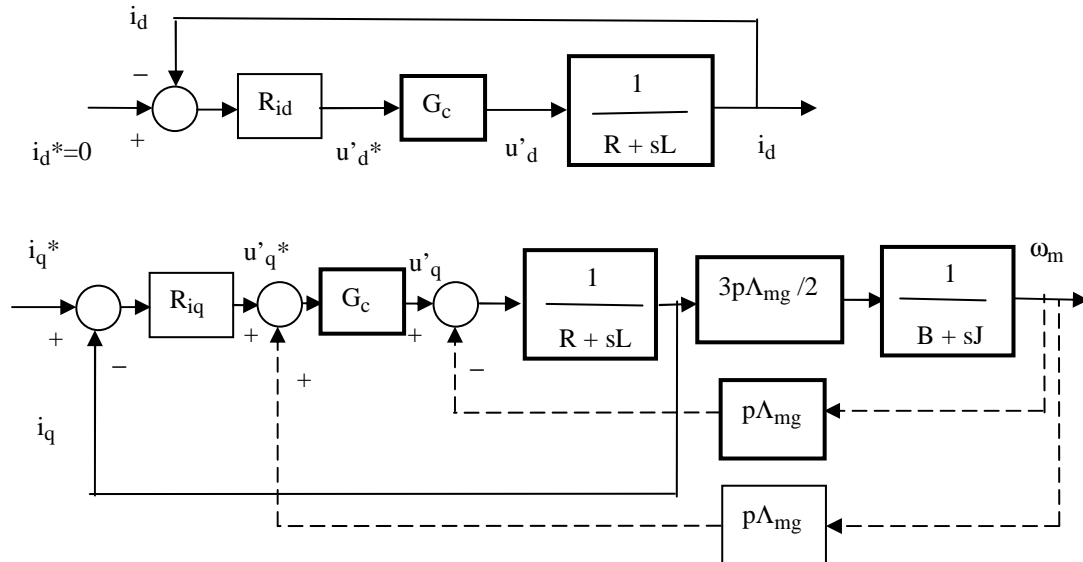 i_d
−
R_id
G_c
1
R + sL
+
i_d*=0
u'_d*
u'_d
i_d
i_q*
u'_q*
u'_q
ω_m
R_iq
G_c
1
R + sL
3pΛ_mg /2
1
B + sJ
+
−
+
+
+
−
i_q
pΛ_mg
pΛ_mg